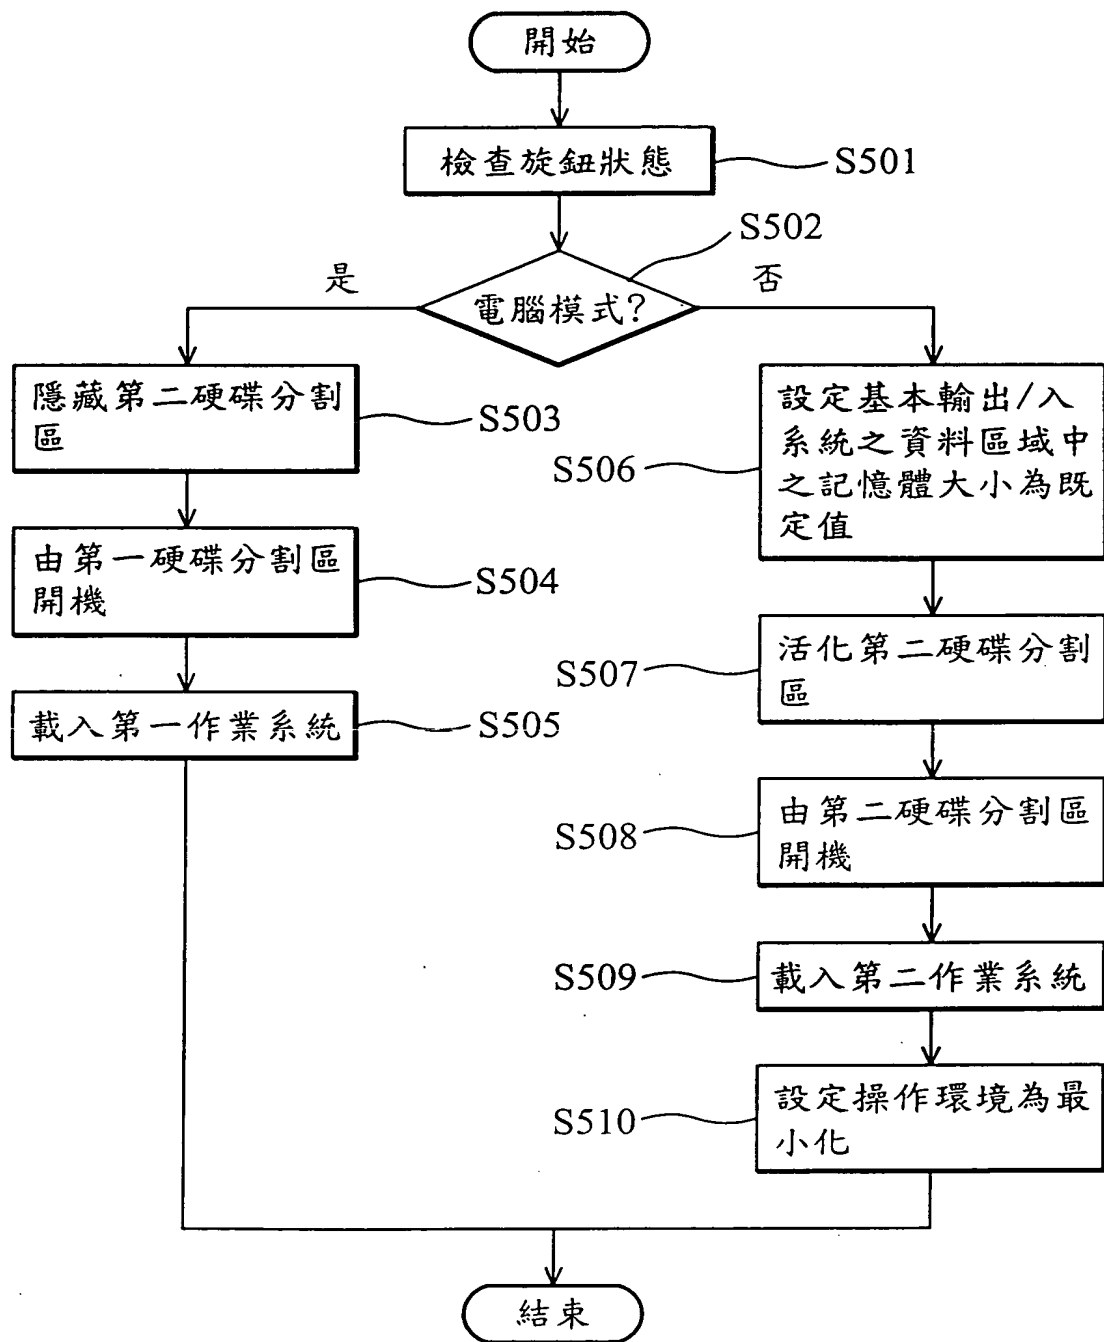 開始
檢查旋鈕狀態
S501
S502
是
電腦模式?
否
隱藏第二硬碟分割
區
S503
由第一硬碟分割區
開機
S504
載入第一作業系統
S505
設定基本輸出/入
系統之資料區域中
之記憶體大小為既
定值
S506
活化第二硬碟分割
區
S507
由第二硬碟分割區
開機
S508
載入第二作業系統
S509
設定操作環境為最
小化
S510
結束